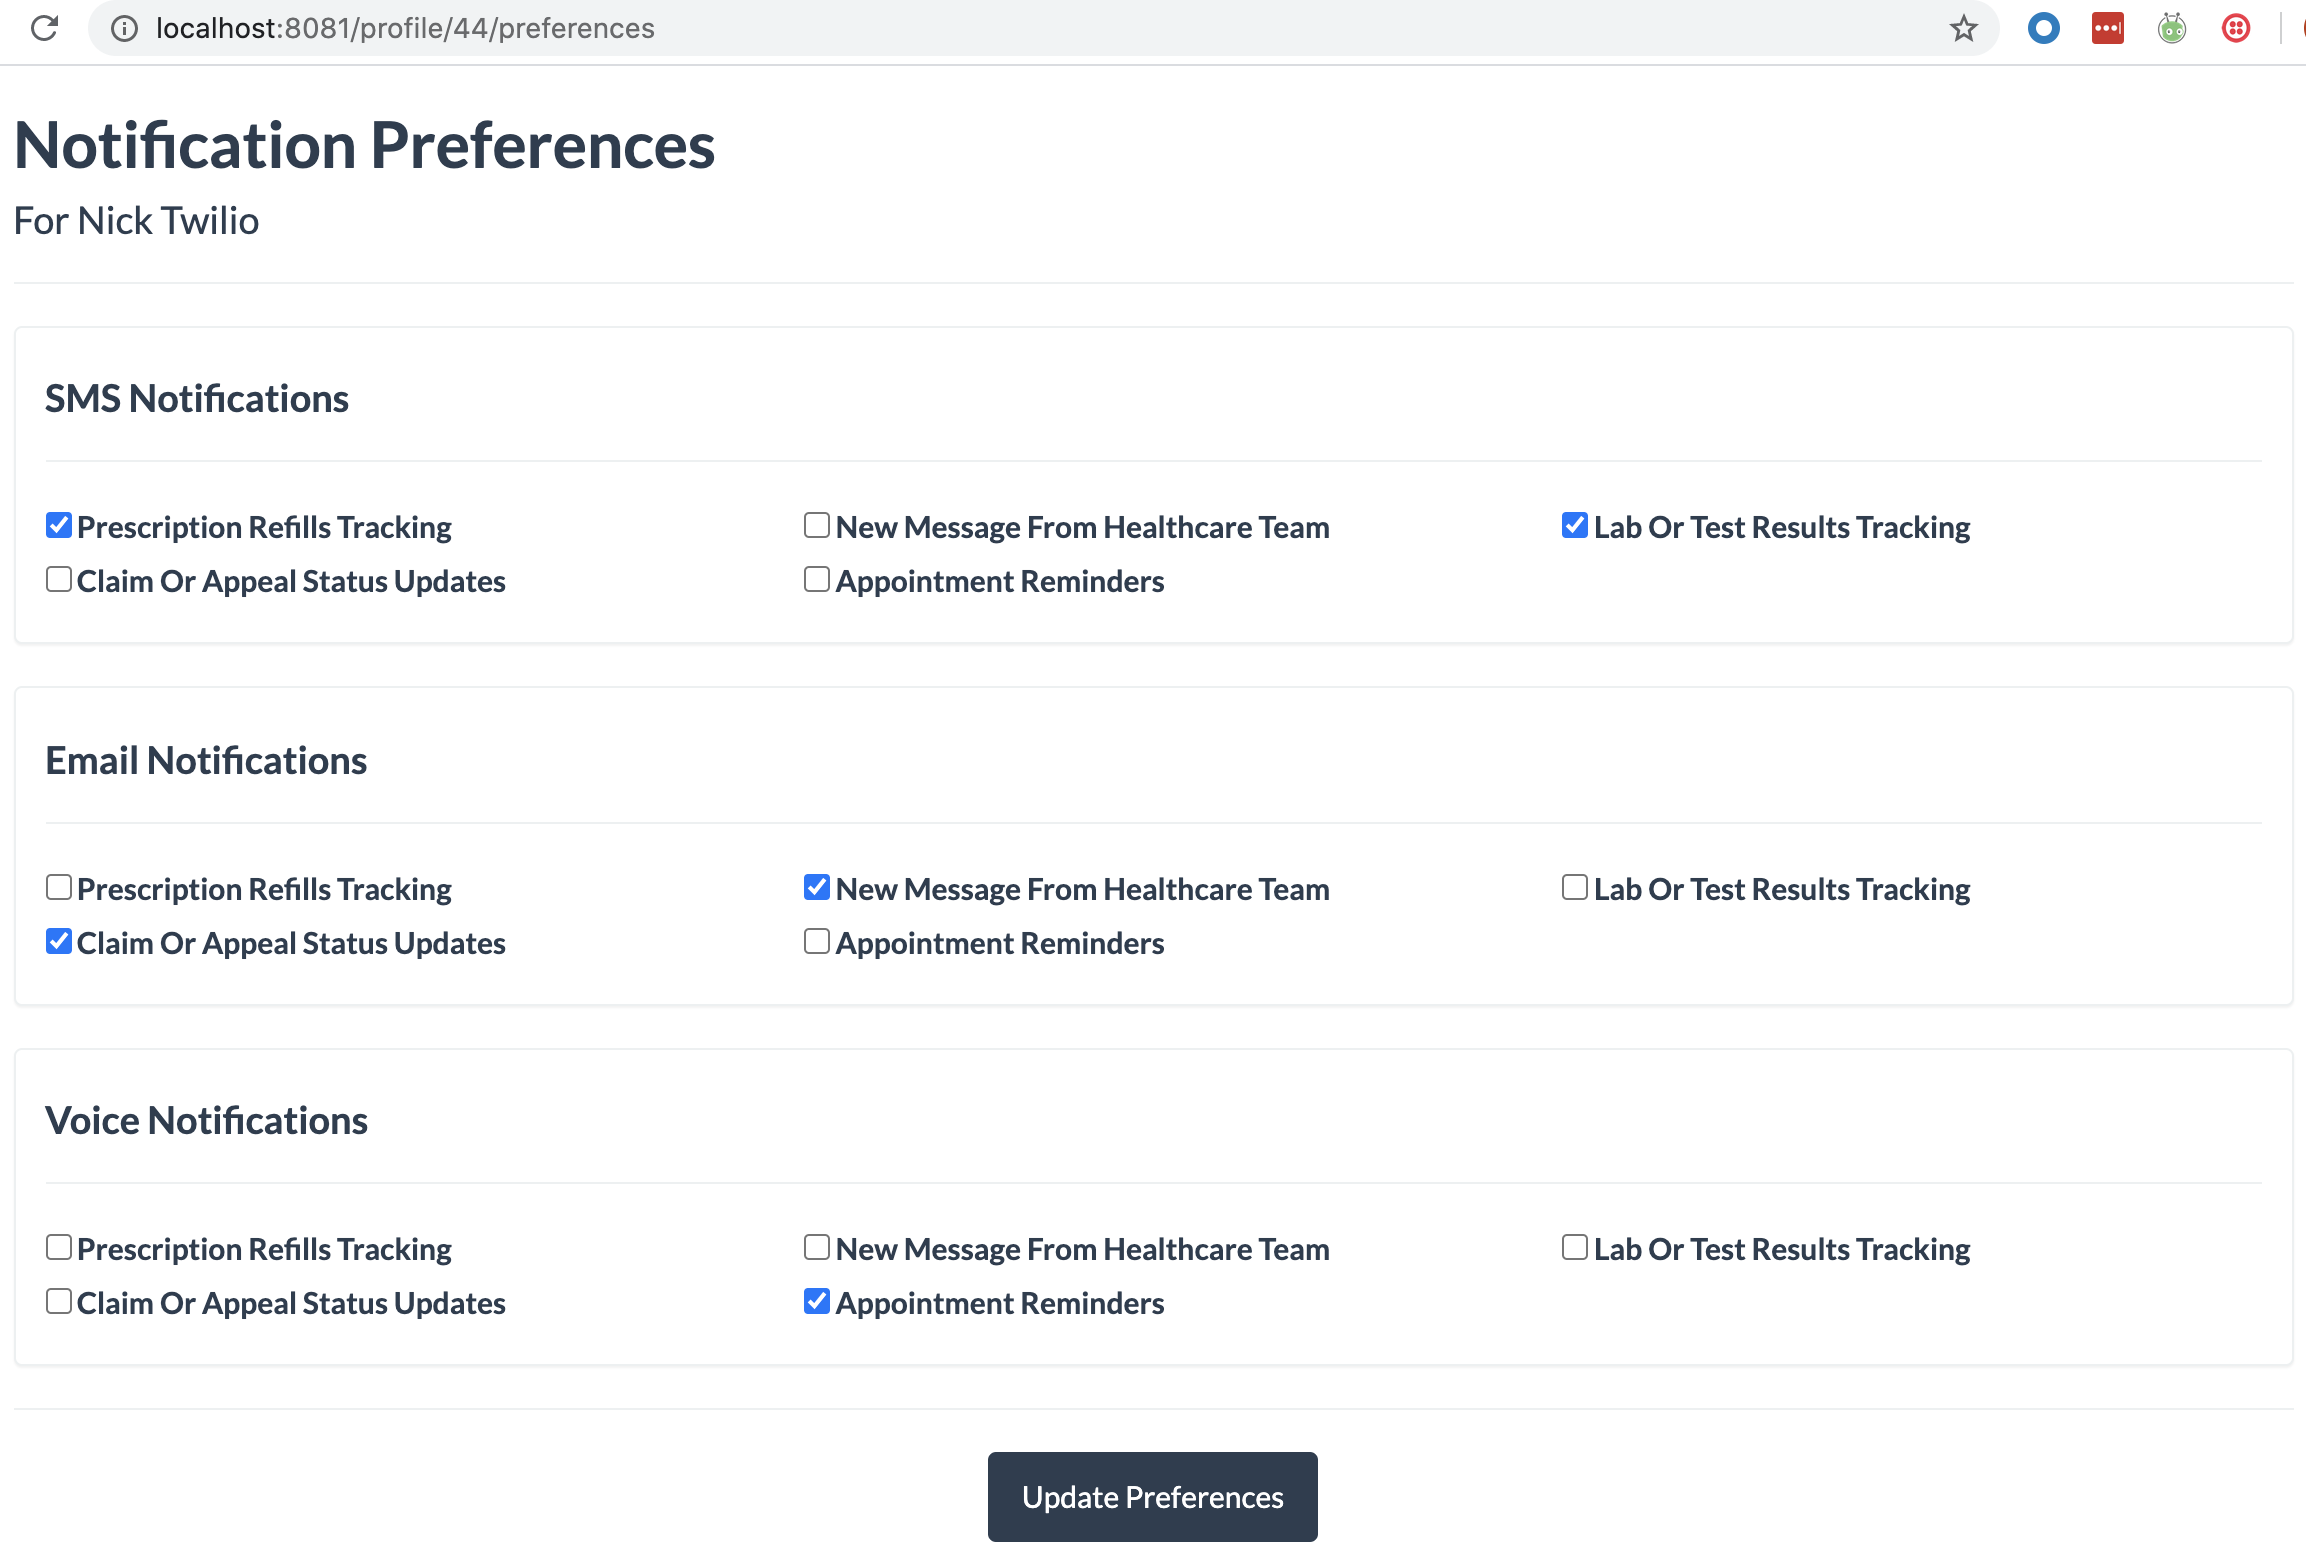 localhost:8081/profile/44/preferences
Notification Preferences
For Nick Twilio
SMS Notifications
Prescription Refills Tracking New Message From Healthcare Team Lab Or Test Results Tracking
Claim Or Appeal Status Updates Appointment Reminders
Email Notifications
Prescription Refills Tracking New Message From Healthcare Team Lab Or Test Results Tracking
Claim Or Appeal Status Updates Appointment Reminders
Voice Notifications
Prescription Refills Tracking New Message From Healthcare Team Lab Or Test Results Tracking
Claim Or Appeal Status Updates Appointment Reminders
Update Preferences